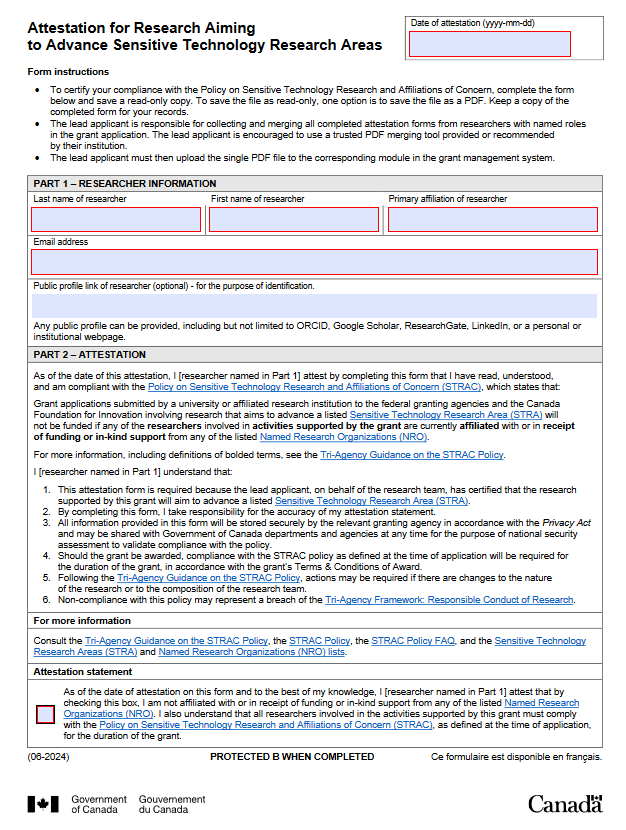 Attestation for Research Aiming
to Advance Sensitive Technology Research Areas
Date of attestation (yyyy-mm-dd)
Form instructions
• To certify your compliance with the Policy on Sensitive Technology Research and Affiliations of Concern, complete the form
below and save a read-only copy. To save the file as read-only, one option is to save the file as a PDF. Keep a copy of the
completed form for your records.
• The lead applicant is responsible for collecting and merging all completed attestation forms from researchers with named roles
in the grant application. The lead applicant is encouraged to use a trusted PDF merging tool provided or recommended
by their institution.
• The lead applicant must then upload the single PDF file to the corresponding module in the grant management system.
PART 1 – RESEARCHER INFORMATION
Last name of researcher
First name of researcher
Primary affiliation of researcher
Email address
Public profile link of researcher (optional) - for the purpose of identification.
Any public profile can be provided, including but not limited to ORCID, Google Scholar, ResearchGate, LinkedIn, or a personal or
institutional webpage.
PART 2 – ATTESTATION
As of the date of this attestation, I [researcher named in Part 1] attest by completing this form that I have read, understood,
and am compliant with the Policy on Sensitive Technology Research and Affiliations of Concern (STRAC), which states that:
Grant applications submitted by a university or affiliated research institution to the federal granting agencies and the Canada
Foundation for Innovation involving research that aims to advance a listed Sensitive Technology Research Area (STRA) will
not be funded if any of the researchers involved in activities supported by the grant are currently affiliated with or in receipt
of funding or in-kind support from any of the listed Named Research Organizations (NRO).
For more information, including definitions of bolded terms, see the Tri-Agency Guidance on the STRAC Policy.
I [researcher named in Part 1] understand that:
1. This attestation form is required because the lead applicant, on behalf of the research team, has certified that the research
supported by this grant will aim to advance a listed Sensitive Technology Research Area (STRA).
2. By completing this form, I take responsibility for the accuracy of my attestation statement.
3. All information provided in this form will be stored securely by the relevant granting agency in accordance with the Privacy Act
and may be shared with Government of Canada departments and agencies at any time for the purpose of national security
assessment to validate compliance with the policy.
4. Should the grant be awarded, compliance with the STRAC policy as defined at the time of application will be required for
the duration of the grant, in accordance with the grant's Terms & Conditions of Award.
5. Following the Tri-Agency Guidance on the STRAC Policy, actions may be required if there are changes to the nature
of the research or to the composition of the research team.
6. Non-compliance with this policy may represent a breach of the Tri-Agency Framework: Responsible Conduct of Research.
For more information
Consult the Tri-Agency Guidance on the STRAC Policy, the STRAC Policy, the STRAC Policy FAQ, and the Sensitive Technology
Research Areas (STRA) and Named Research Organizations (NRO) lists.
Attestation statement
As of the date of attestation on this form and to the best of my knowledge, I [researcher named in Part 1] attest that by
checking this box, I am not affiliated with or in receipt of funding or in-kind support from any of the listed Named Research
Organizations (NRO). I also understand that all researchers involved in the activities supported by this grant must comply
with the Policy on Sensitive Technology Research and Affiliations of Concern (STRAC), as defined at the time of application,
for the duration of the grant.
(06-2024)
PROTECTED B WHEN COMPLETED
Ce formulaire est disponible en français.
Government
of Canada
Gouvernement
du Canada
Canada